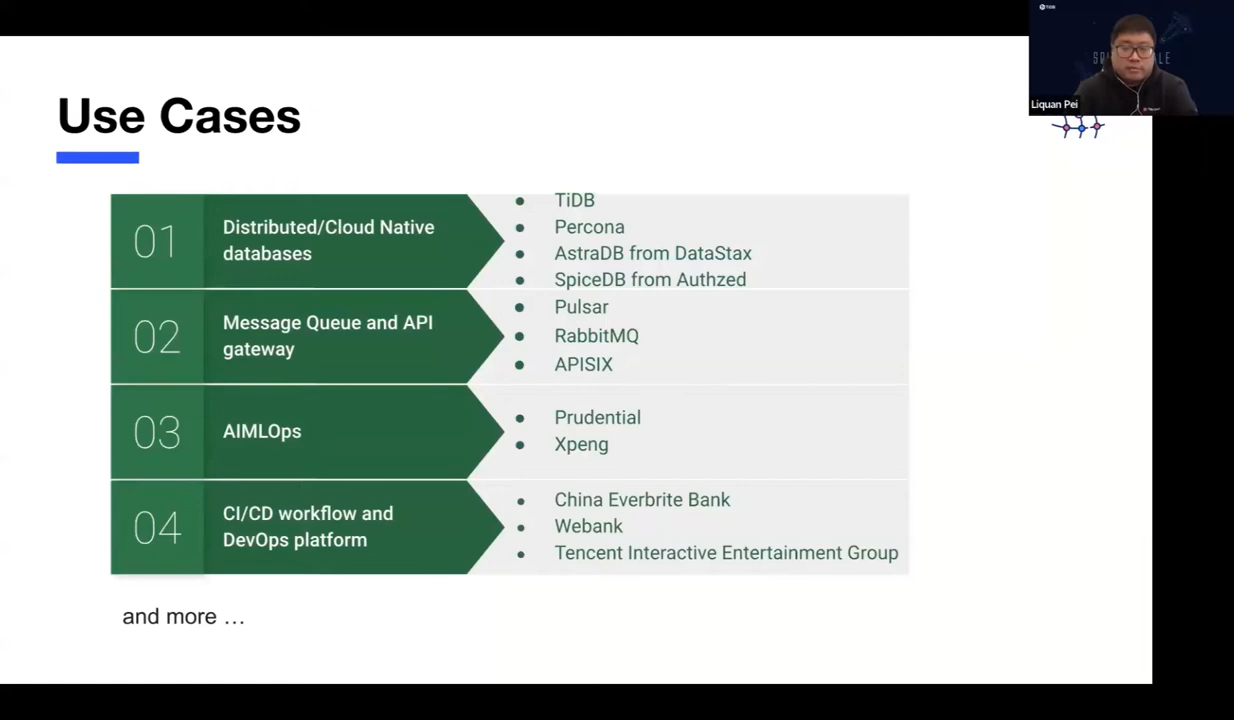 Use Cases
01
Distributed/Cloud Native
databases
● TiDB
● Percona
● AstraDB from DataStax
● SpiceDB from Authzed
02
Message Queue and API
gateway
● Pulsar
● RabbitMQ
● APISIX
03
AIMLOps
● Prudential
● Xpeng
04
CI/CD workflow and
DevOps platform
● China Everbrite Bank
● Webank
● Tencent Interactive Entertainment Group
and more …
Liquan Pei